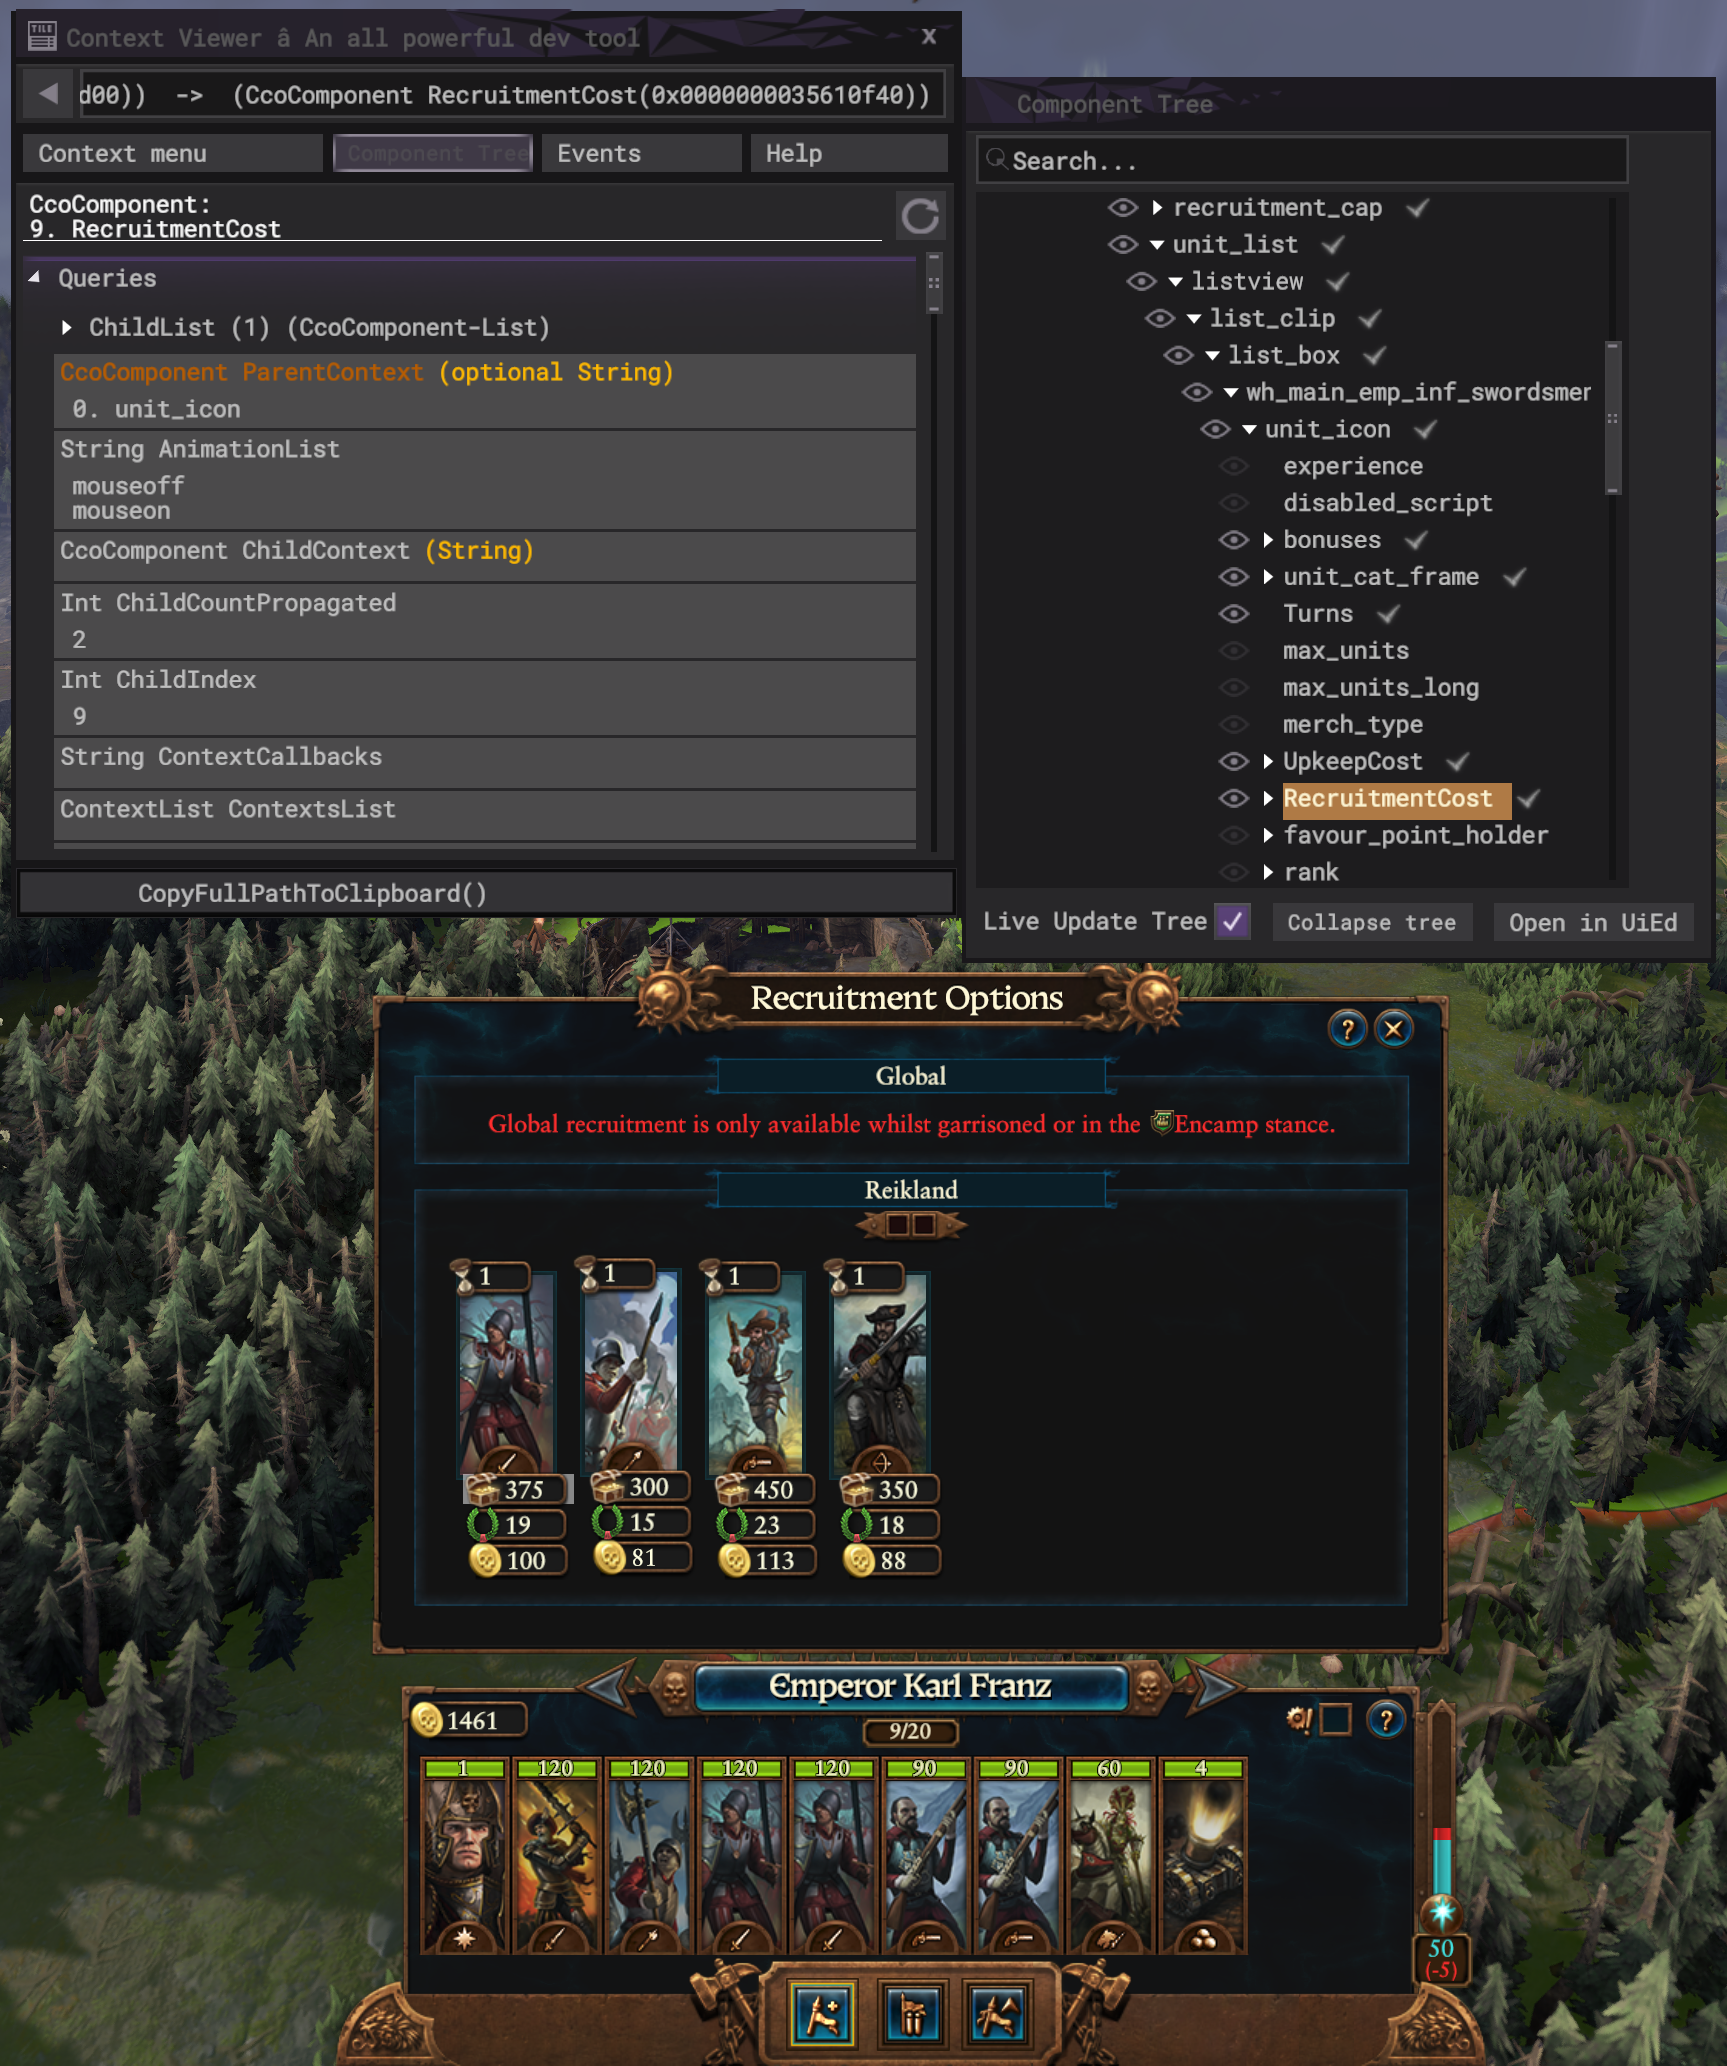 Context Viewer â An all powerful dev tool
x
d00)) -> (CcoComponent RecruitmentCost(0x0000000035610f40))
Context menu
Component Tree
Events
Help
CcoComponent:
9. RecruitmentCost
Queries
ChildList (1) (CcoComponent-List)
CcoComponent ParentContext (optional String)
0. unit_icon
String AnimationList
mouseoff
mouseon
CcoComponent ChildContext (String)
Int ChildCountPropagated
2
Int ChildIndex
9
String ContextCallbacks
ContextList ContextsList
CopyFullPathToClipboard()
Component Tree
Search...
recruitment_cap
unit_list
listview
list_clip
list_box
wh_main_emp_inf_swordsmen
unit_icon
experience
disabled_script
bonuses
unit_cat_frame
Turns
max_units
max_units_long
merch_type
UpkeepCost
RecruitmentCost
favour_point_holder
rank
Live Update Tree
Collapse tree
Open in UiEd
Recruitment Options
?
Global
Global recruitment is only available whilst garrisoned or in the Encamp stance.
Reikland
1 1 1 1
375 300 450 350
19 15 23 18
100 81 113 88
Emperor Karl Franz
1461
9/20
?
1 120 120 120 120 90 90 60 4
50
(-5)